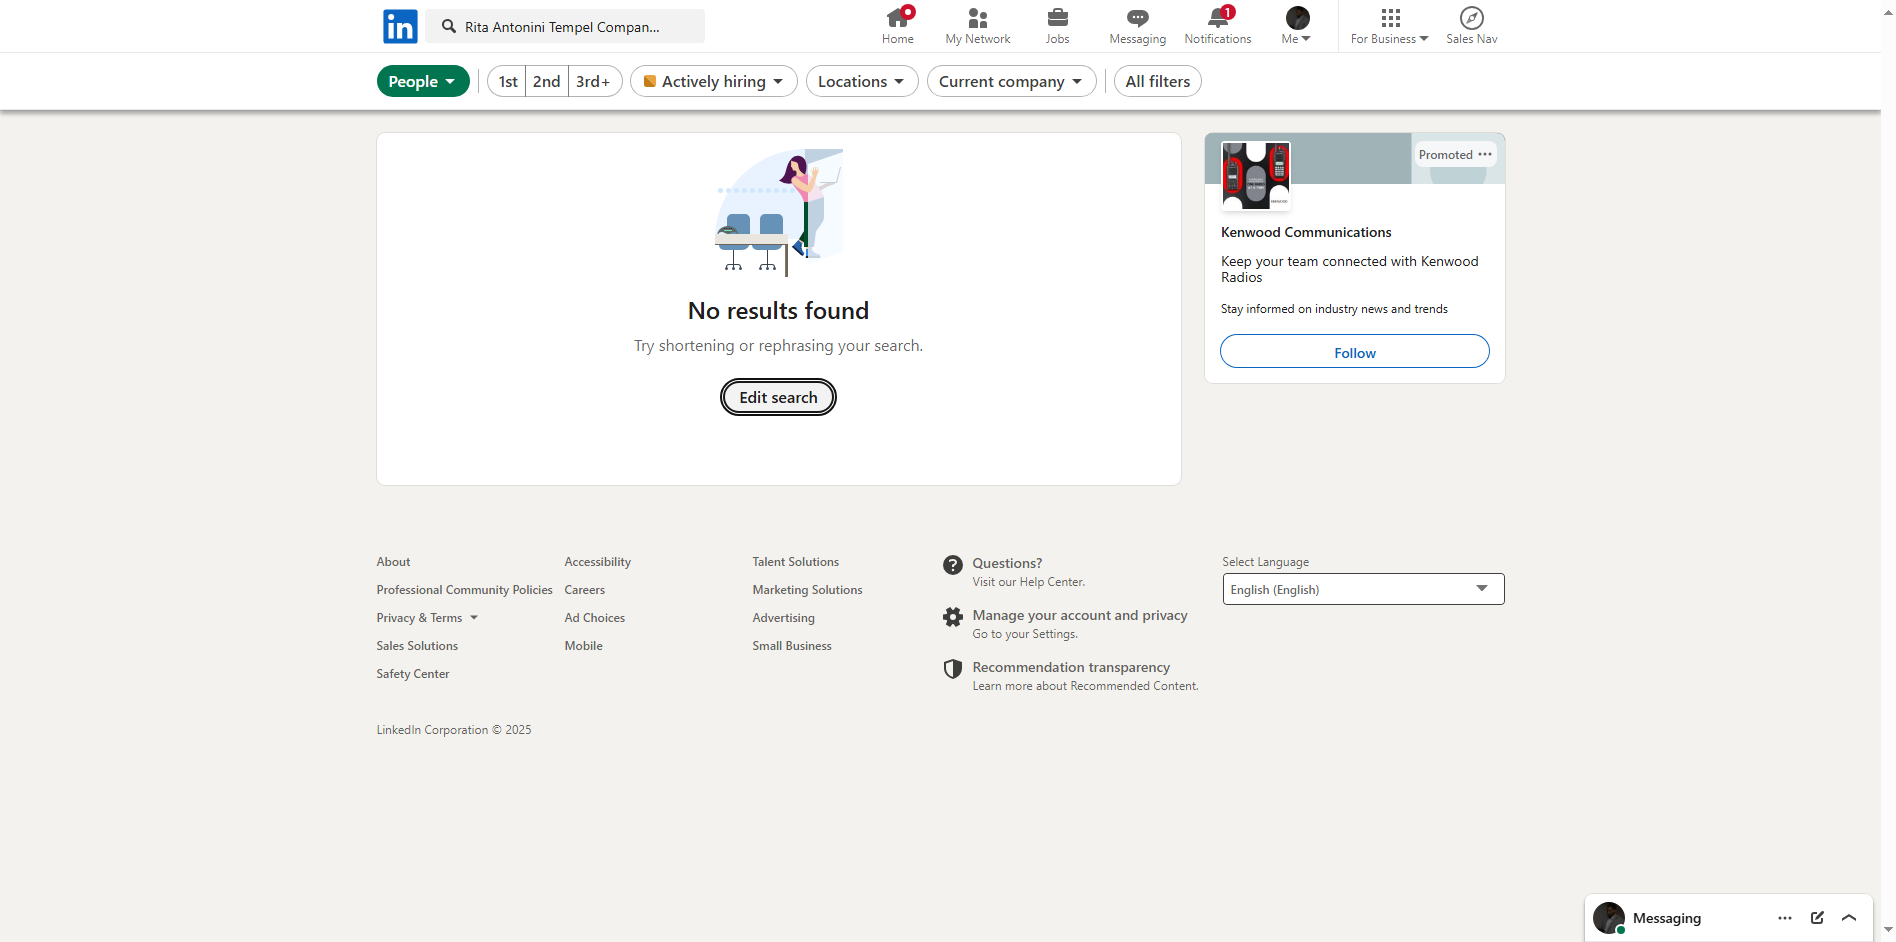 in
Rita Antonini Tempel Compan...
Home
My Network
Jobs
Messaging
1
Notifications
Me
For Business
Sales Nav
People
1st
2nd
3rd+
Actively hiring
Locations
Current company
All filters
No results found
Try shortening or rephrasing your search.
Edit search
Promoted
Kenwood Communications
Keep your team connected with Kenwood
Radios
Stay informed on industry news and trends
Follow
About
Accessibility
Talent Solutions
Professional Community Policies
Careers
Marketing Solutions
Privacy & Terms
Ad Choices
Advertising
Sales Solutions
Mobile
Small Business
Safety Center
Questions?
Visit our Help Center.
Manage your account and privacy
Go to your Settings.
Recommendation transparency
Learn more about Recommended Content.
Select Language
English (English)
LinkedIn Corporation © 2025
Messaging